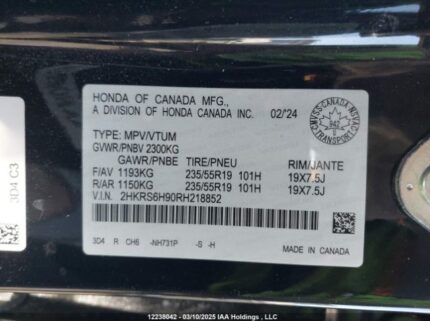 HONDA OF CANADA MFG.,
A DIVISION OF HONDA CANADA INC. 02/'24
TYPE: MPV/VTUM
GVWR/PNBV 2300KG
GAWR/PNBE TIRE/PNEU RIM/JANTE
F/AV 1193KG 235/55R19 101H 19X7.5J
R/AR 1150KG 235/55R19 101H 19X7.5J
V.I.N. 2HKRS6H90RH218852
3D4 R CH6 -NH731P -S -H
MADE IN CANADA
3D4 C3
12238042 — 03/10/2025 IAA Holdings , LLC